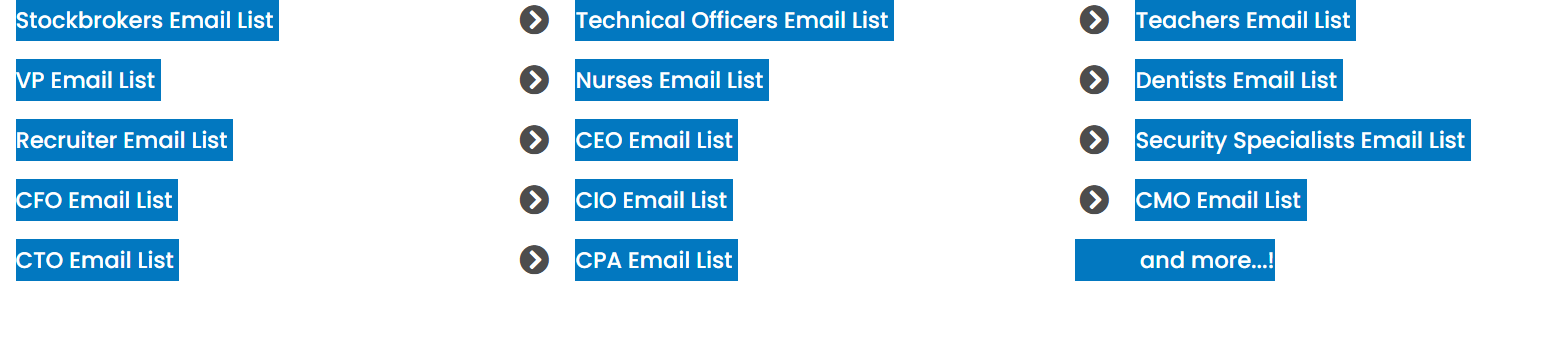 Stockbrokers Email List
Technical Officers Email List
Teachers Email List
VP Email List
Nurses Email List
Dentists Email List
Recruiter Email List
CEO Email List
Security Specialists Email List
CFO Email List
CIO Email List
CMO Email List
CTO Email List
CPA Email List
and more...!